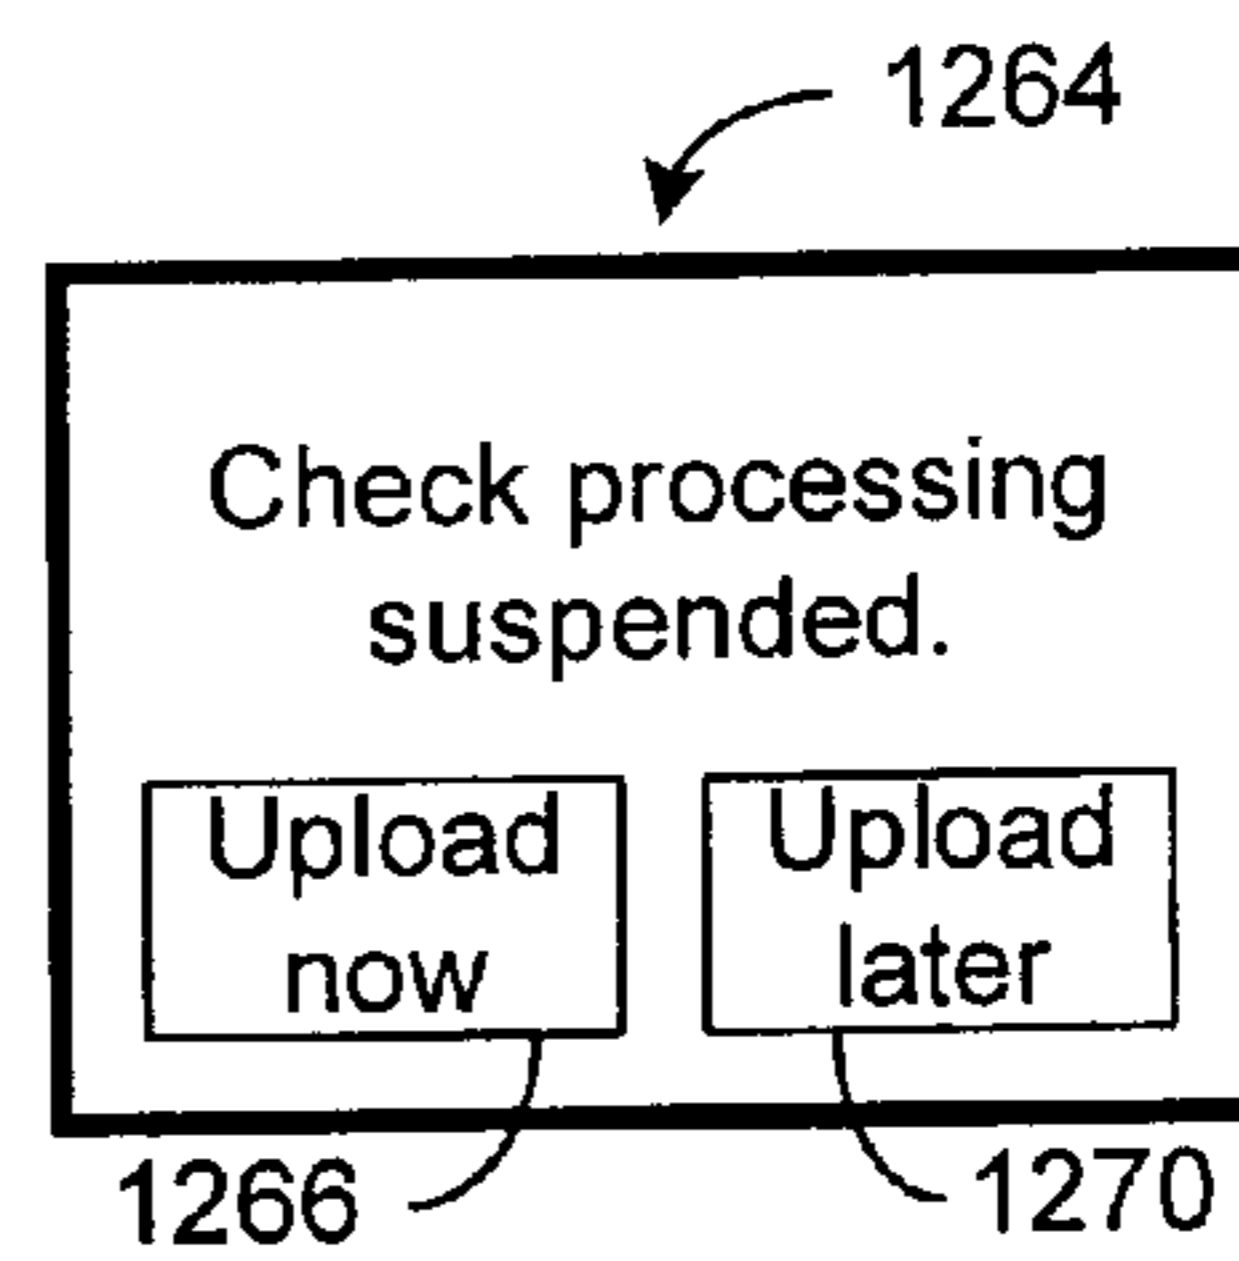 1264
Check processing
suspended.
Upload
now
Upload
later
1266
1270